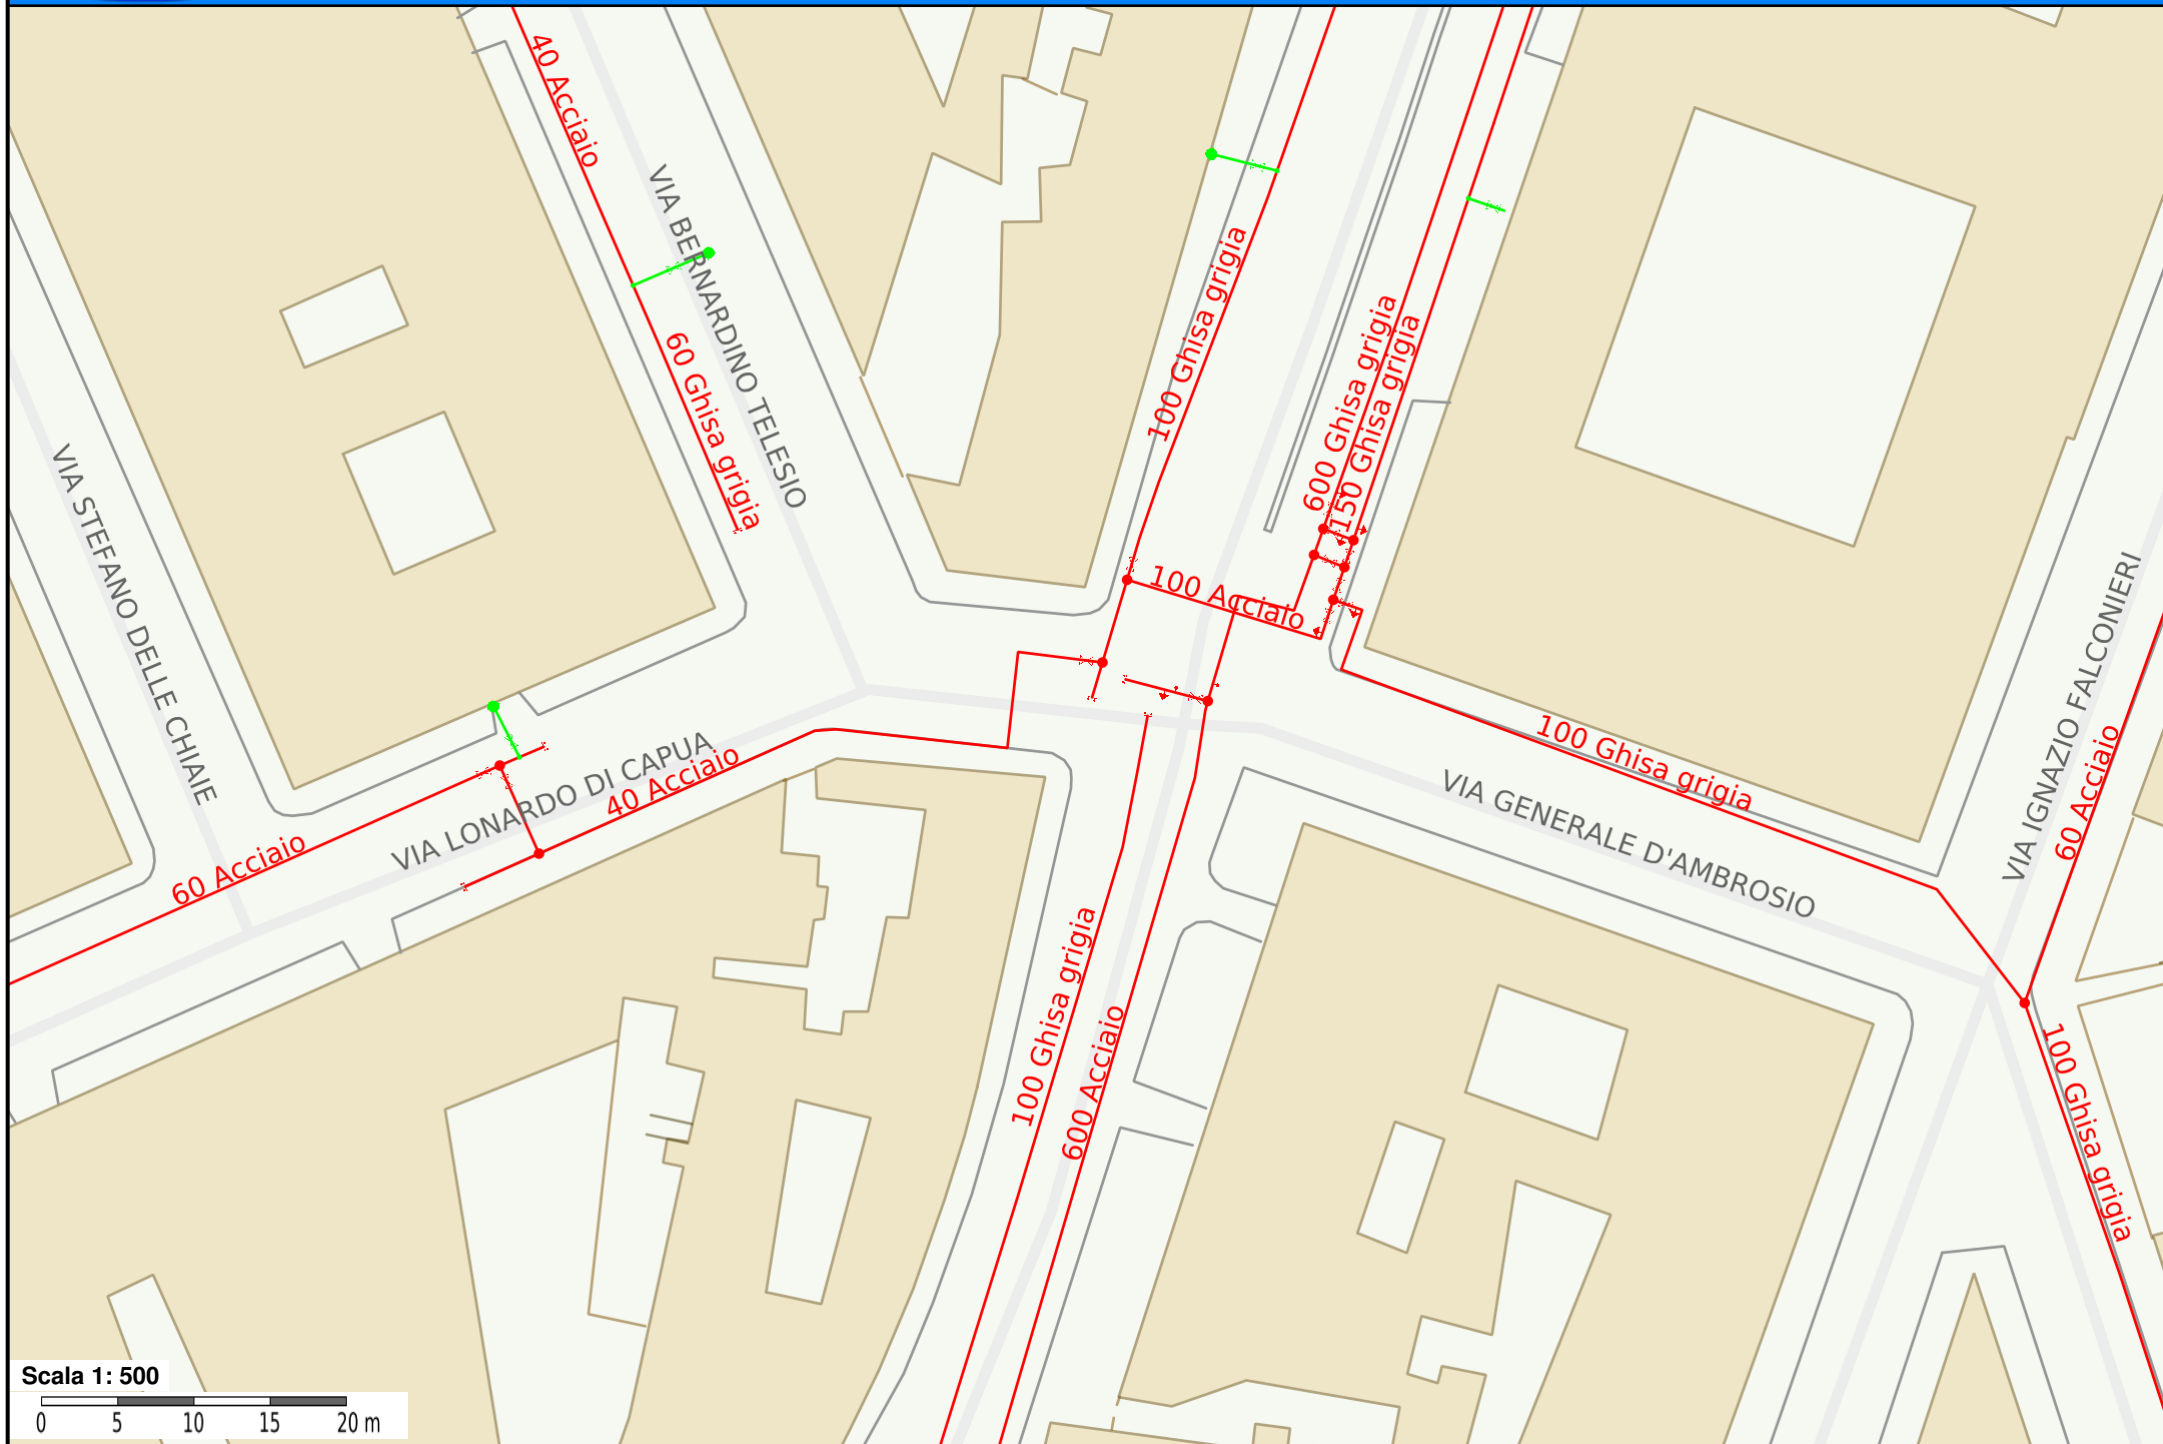 40 Acciaio
VIA BERNARDINO TELESIO
60 Ghisa grigia
100 Ghisa grigia
600 Ghisa grigia
150 Ghisa grigia
VIA STEFANO DELLE CHIAIE
100 Acciaio
VIA IGNAZIO FALCONIERI
60 Acciaio
100 Ghisa grigia
VIA LONARDO DI CAPUA
40 Acciaio
60 Acciaio
VIA GENERALE D'AMBROSIO
100 Ghisa grigia
600 Acciaio
100 Ghisa grigia
Scala 1: 500
0 5 10 15 20 m